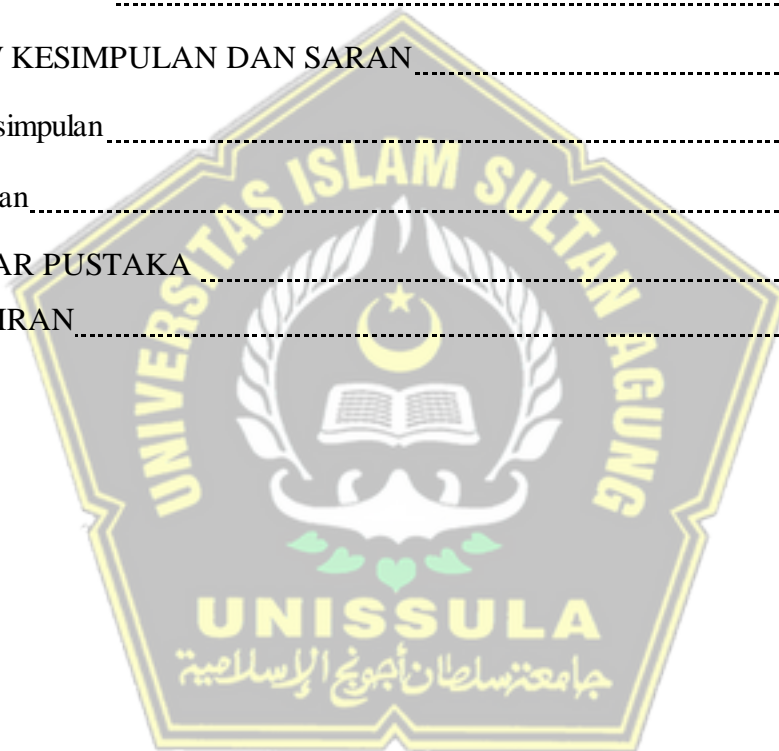 KESIMPULAN DAN SARAN
simpulan
an
AR PUSTAKA
IRAN
UNIVERSITAS ISLAM SULTAN AGUNG
UNISSULA
جامعة سلطان أجونج الإسلامية